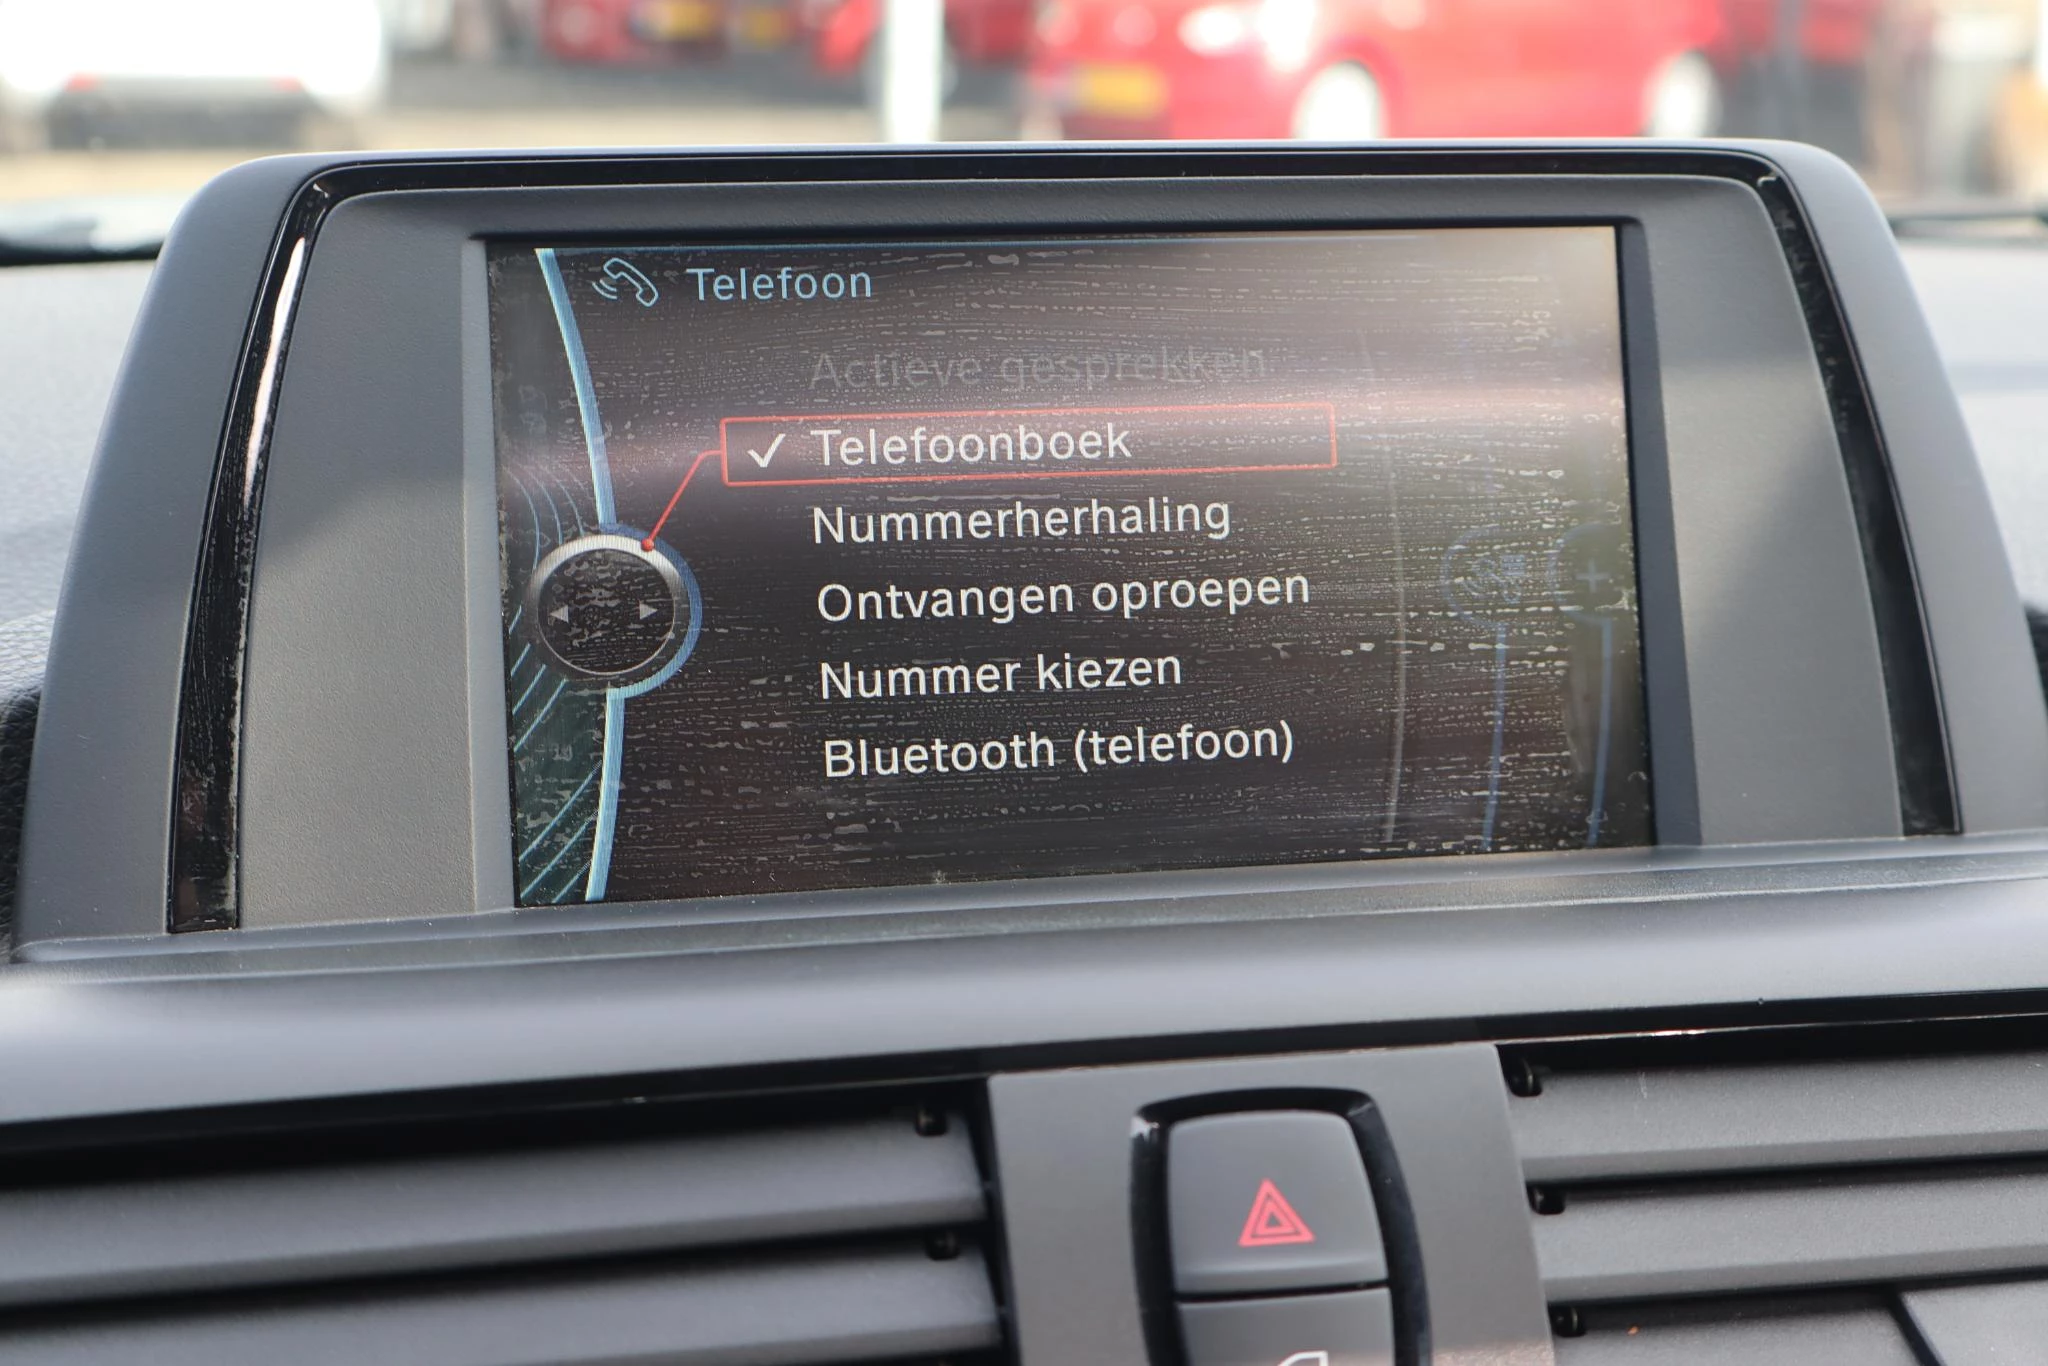 Telefoon
Actieve gesprekken
Telefoonboek
Nummerherhaling
Ontvangen oproepen
Nummer kiezen
Bluetooth (telefoon)